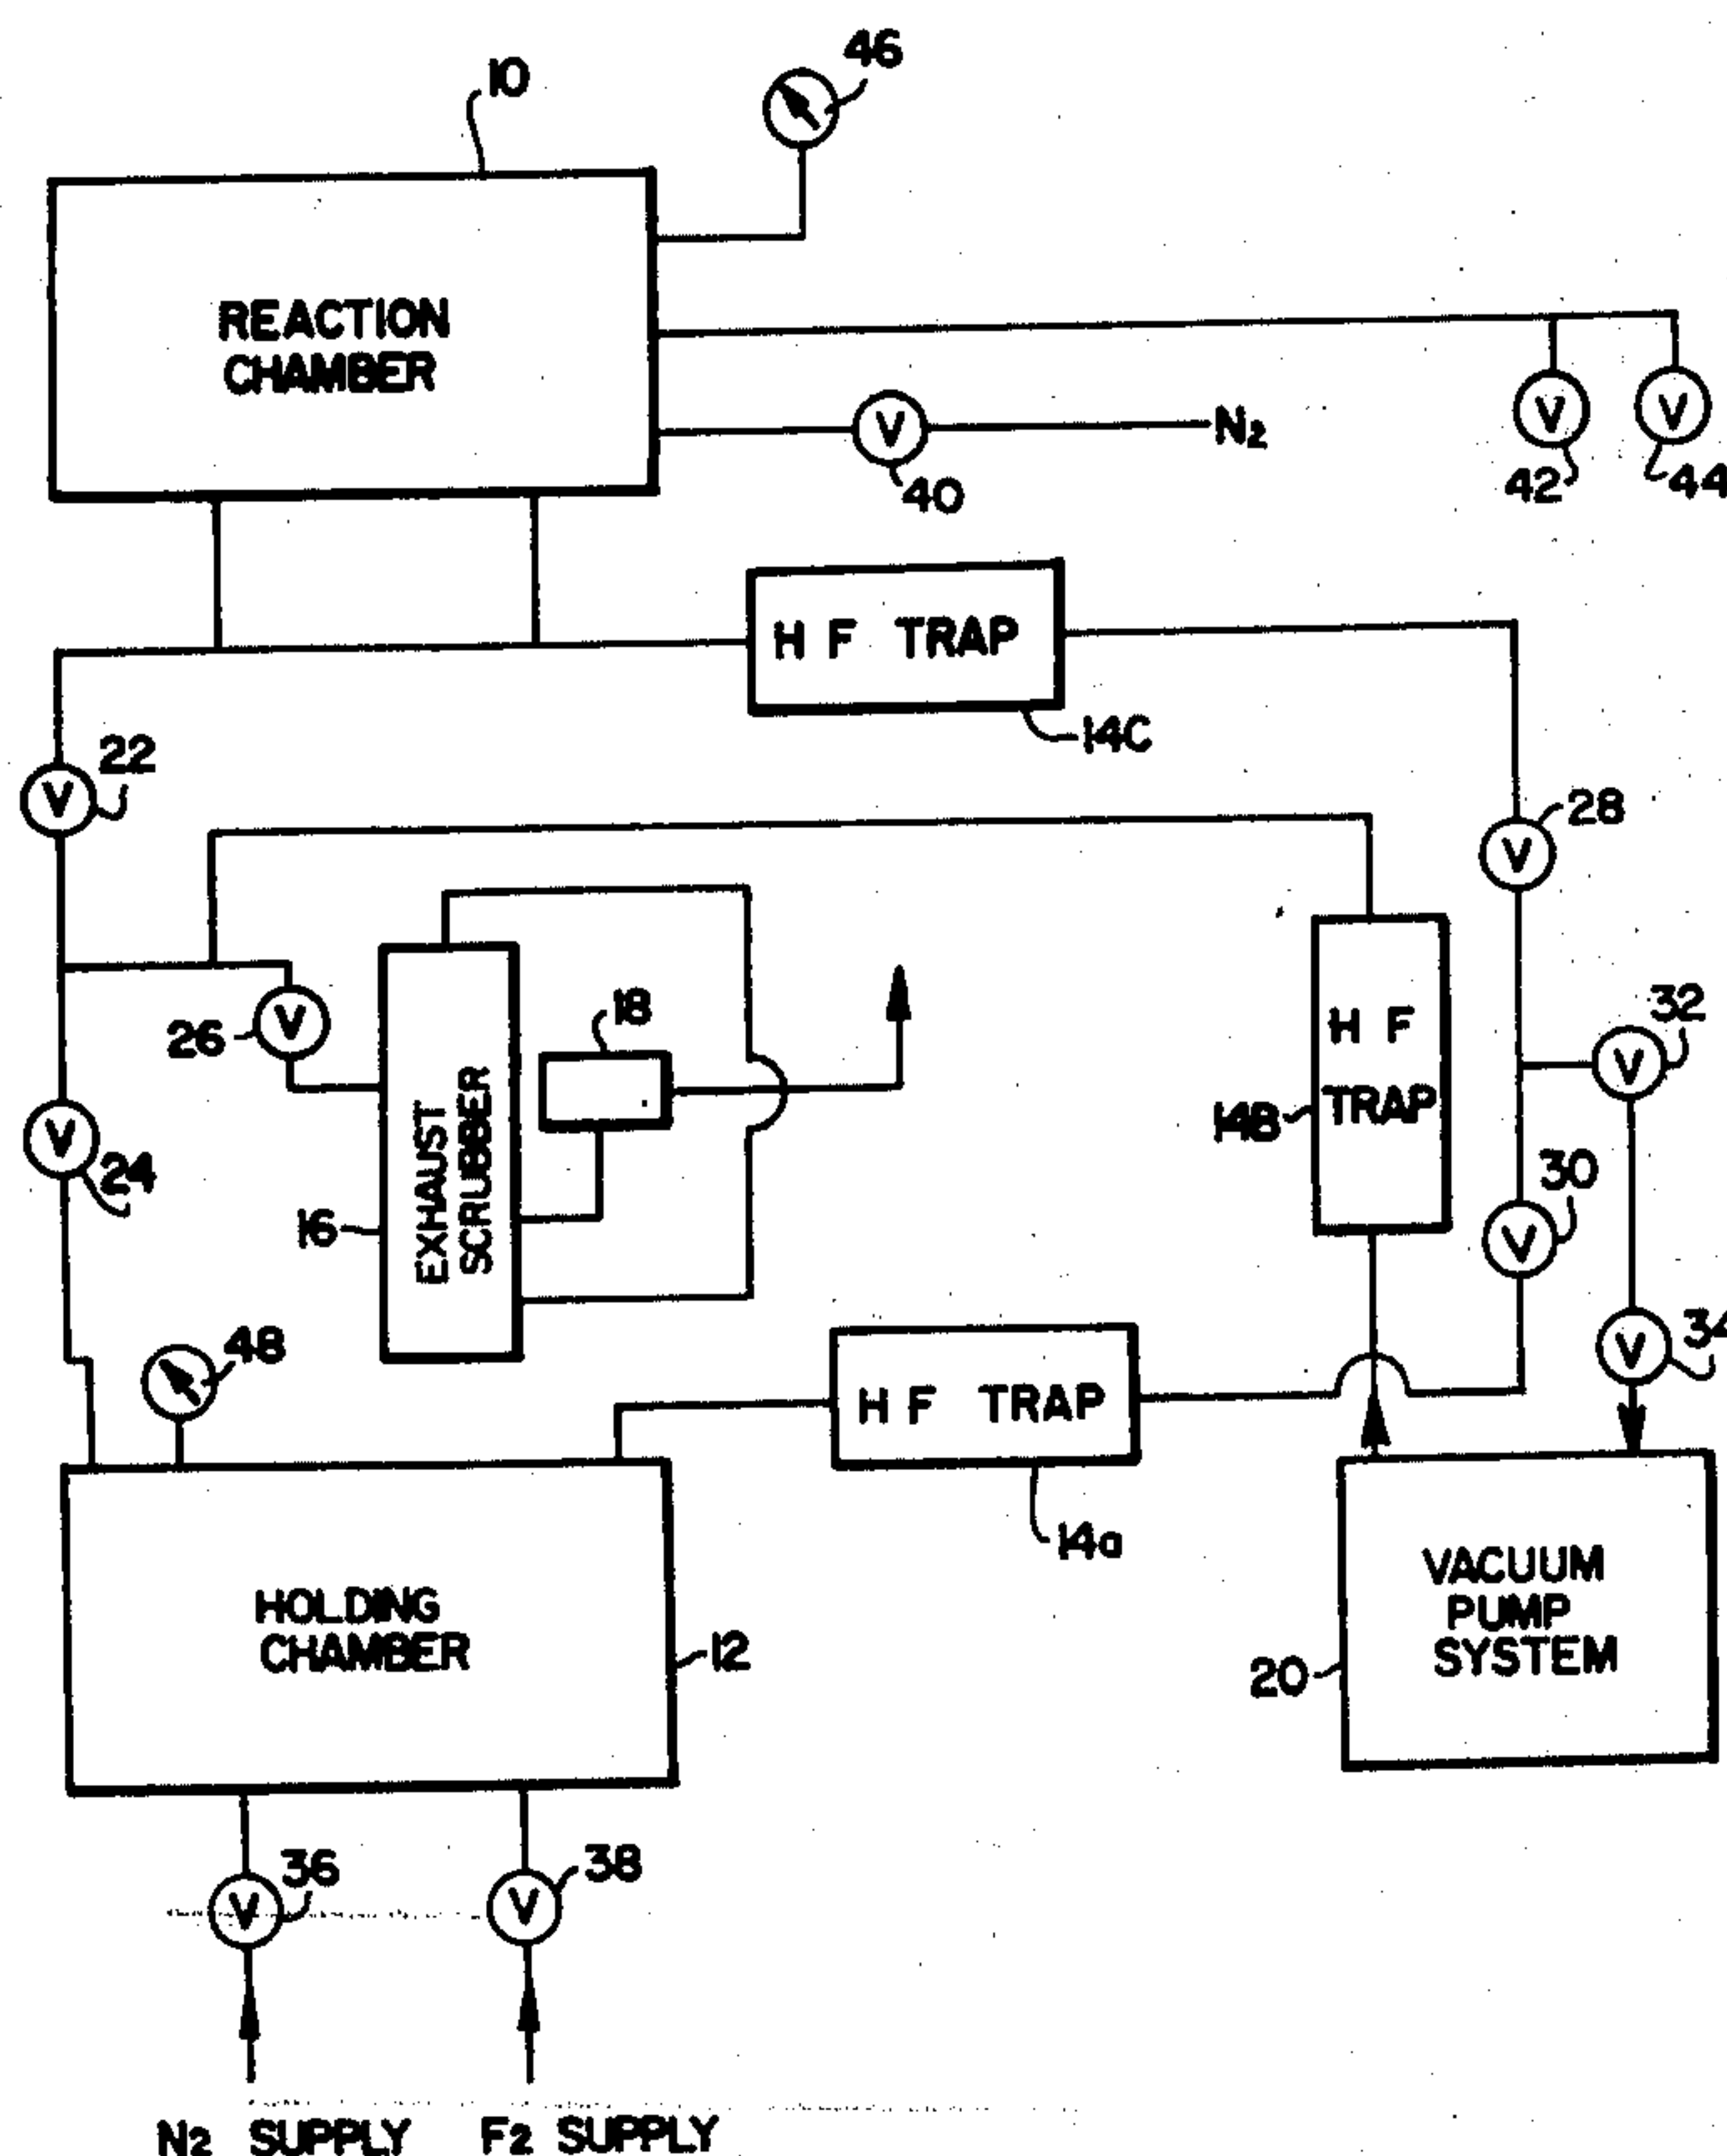 10
46
REACTION
CHAMBER
N2
40
42
44
H F TRAP
14C
22
V
V
V
V
28
V
26
V
18
32
V
H F
TRAP
14B
24
V
EXHAUST
SCRUBBER
16
30
V
34
V
48
H F TRAP
14a
HOLDING
CHAMBER
12
VACUUM
PUMP
SYSTEM
20
36
V
38
V
N2 SUPPLY
F2 SUPPLY